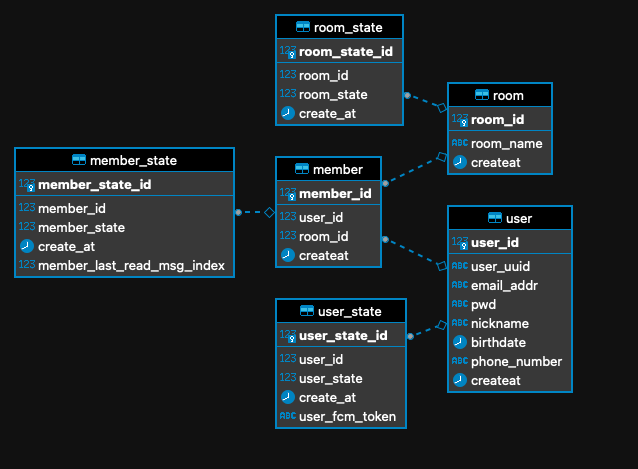 room_state
123 room_state_id
123 room_id
123 room_state
create_at
room
123 room_id
ABC room_name
createat
member_state
123 member_state_id
123 member_id
123 member_state
create_at
123 member_last_read_msg_index
member
123 member_id
123 user_id
123 room_id
createat
user
123 user_id
ABC user_uuid
ABC email_addr
ABC pwd
ABC nickname
birthdate
ABC phone_number
createat
user_state
123 user_state_id
123 user_id
123 user_state
create_at
ABC user_fcm_token